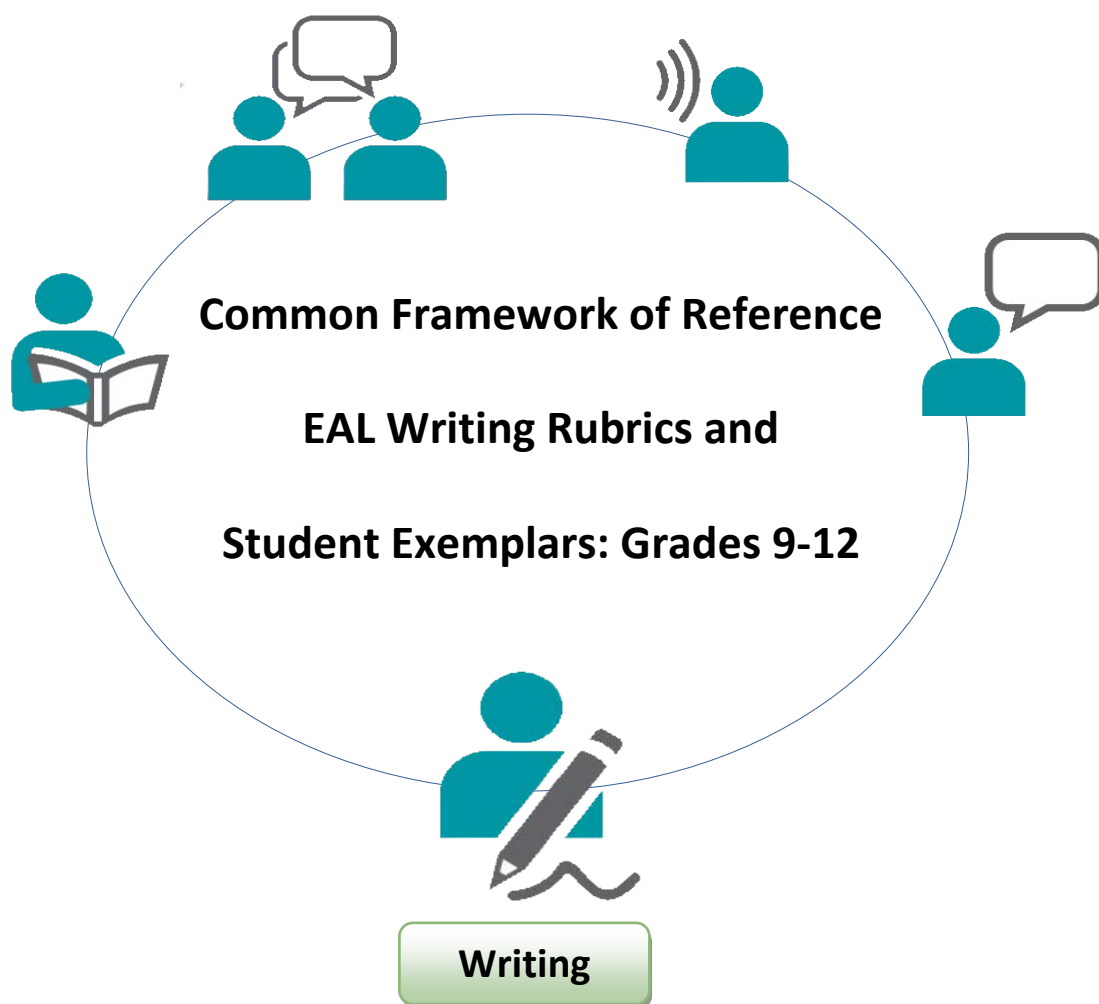 Common Framework of Reference
EAL Writing Rubrics and
Student Exemplars: Grades 9-12
Writing